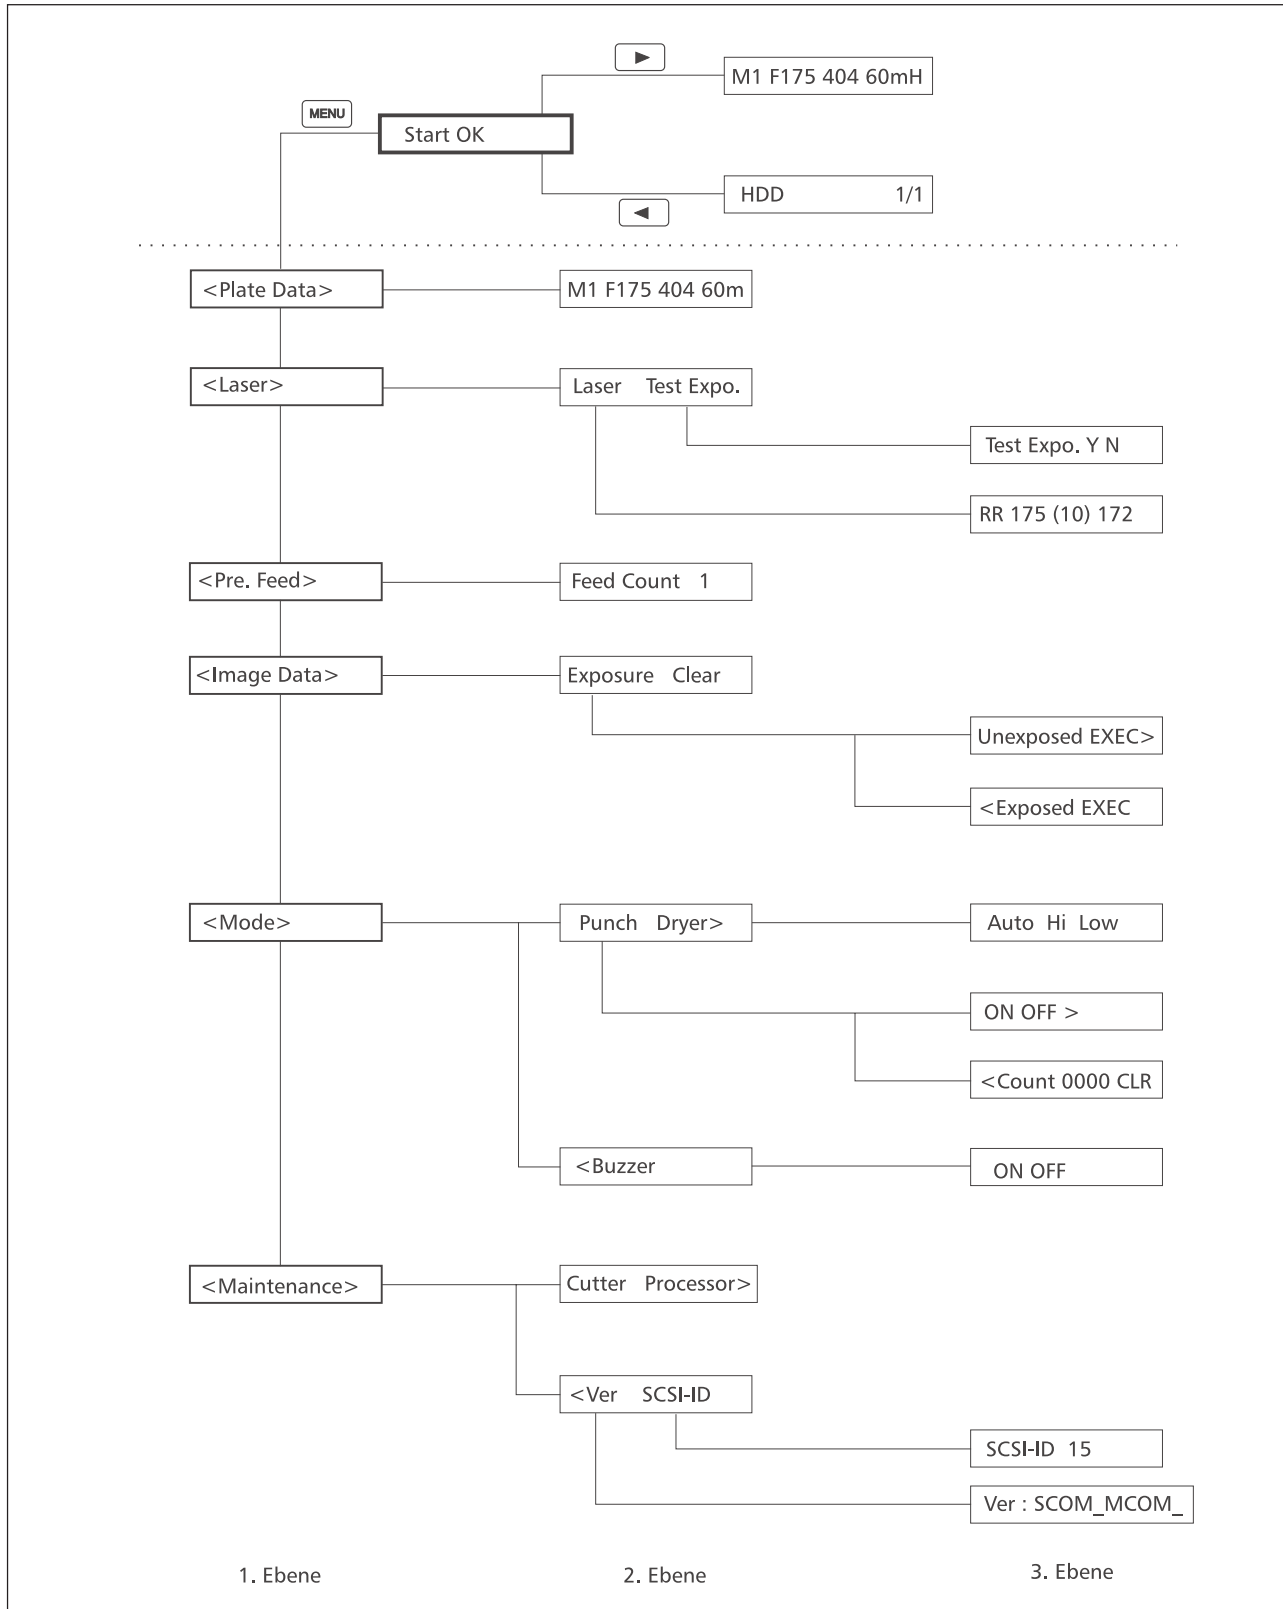 M1 F175 404 60mH
MENU
Start OK
HDD 1/1
<Plate Data>
M1 F175 404 60m
<Laser>
Laser Test Expo.
Test Expo. Y N
RR 175 (10) 172
<Pre. Feed>
Feed Count 1
<Image Data>
Exposure Clear
Unexposed EXEC>
<Exposed EXEC
<Mode>
Punch Dryer>
Auto Hi Low
ON OFF >
<Count 0000 CLR
<Buzzer
ON OFF
<Maintenance>
Cutter Processor>
<Ver SCSI-ID
SCSI-ID 15
Ver : SCOM_MCOM_
1. Ebene
2. Ebene
3. Ebene